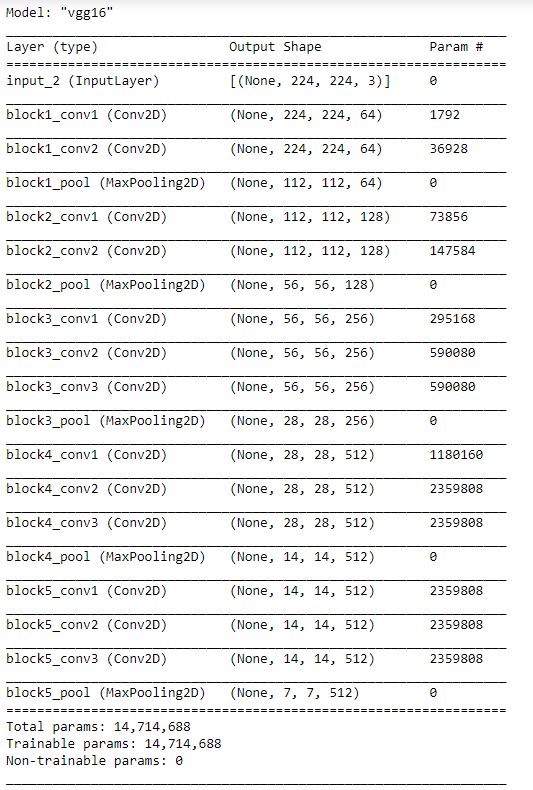 Model: "vgg16"
Layer (type) Output Shape Param #
input_2 (InputLayer) [(None, 224, 224, 3)] 0
block1_conv1 (Conv2D) (None, 224, 224, 64) 1792
block1_conv2 (Conv2D) (None, 224, 224, 64) 36928
block1_pool (MaxPooling2D) (None, 112, 112, 64) 0
block2_conv1 (Conv2D) (None, 112, 112, 128) 73856
block2_conv2 (Conv2D) (None, 112, 112, 128) 147584
block2_pool (MaxPooling2D) (None, 56, 56, 128) 0
block3_conv1 (Conv2D) (None, 56, 56, 256) 295168
block3_conv2 (Conv2D) (None, 56, 56, 256) 590080
block3_conv3 (Conv2D) (None, 56, 56, 256) 590080
block3_pool (MaxPooling2D) (None, 28, 28, 256) 0
block4_conv1 (Conv2D) (None, 28, 28, 512) 1180160
block4_conv2 (Conv2D) (None, 28, 28, 512) 2359808
block4_conv3 (Conv2D) (None, 28, 28, 512) 2359808
block4_pool (MaxPooling2D) (None, 14, 14, 512) 0
block5_conv1 (Conv2D) (None, 14, 14, 512) 2359808
block5_conv2 (Conv2D) (None, 14, 14, 512) 2359808
block5_conv3 (Conv2D) (None, 14, 14, 512) 2359808
block5_pool (MaxPooling2D) (None, 7, 7, 512) 0
Total params: 14,714,688
Trainable params: 14,714,688
Non-trainable params: 0